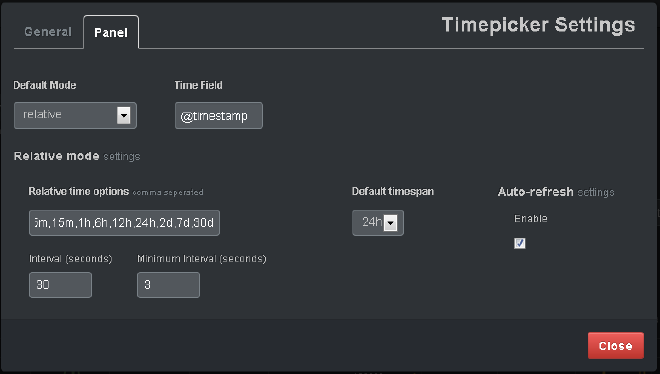 Timepicker Settings
General
Panel
Default Mode
Time Field
relative
@timestamp
Relative mode settings
Relative time options comma seperated
Default timespan
Auto-refresh settings
5m,15m,1h,6h,12h,24h,2d,7d,30d
24h
Enable
Interval (seconds)
Minimum Interval (seconds)
30
3
Close